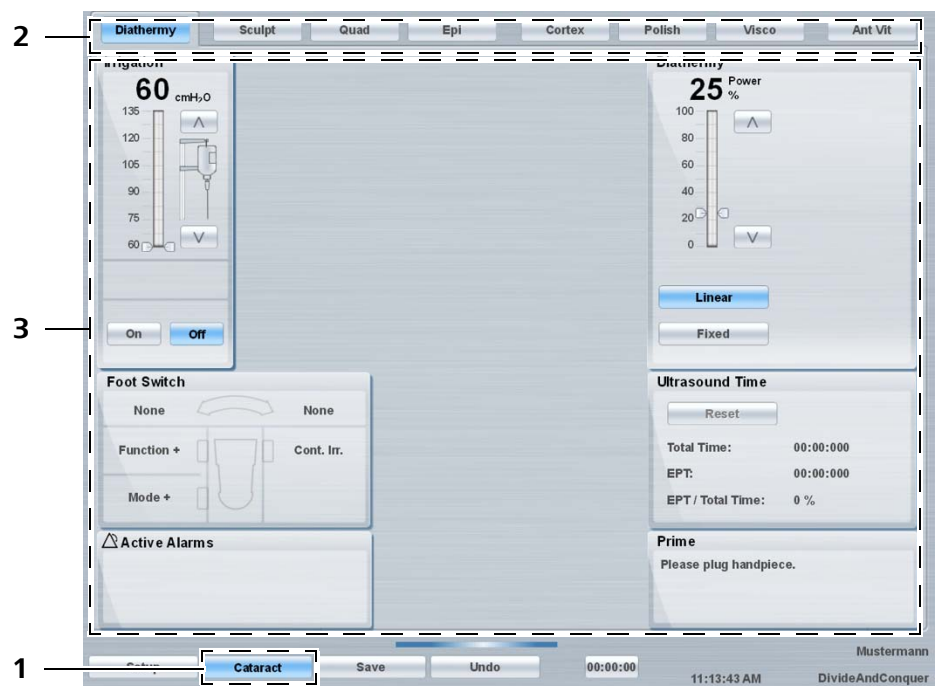 2
Diathermy Sculpt Quad Epi Cortex Polish Visco Ant Vit
Irrigation
60 cmH₂O
135
120
105
90
75
60
On Off
Diathermy
25 Power %
100
80
60
40
20
0
Linear
Fixed
3
Foot Switch
None None
Function + Cont. Irr.
Mode +
Ultrasound Time
Reset
Total Time: 00:00:000
EPT: 00:00:000
EPT / Total Time: 0 %
Active Alarms
Prime
Please plug handpiece.
1
Setup Cataract Save Undo 00:00:00
Mustermann
11:13:43 AM DivideAndConquer